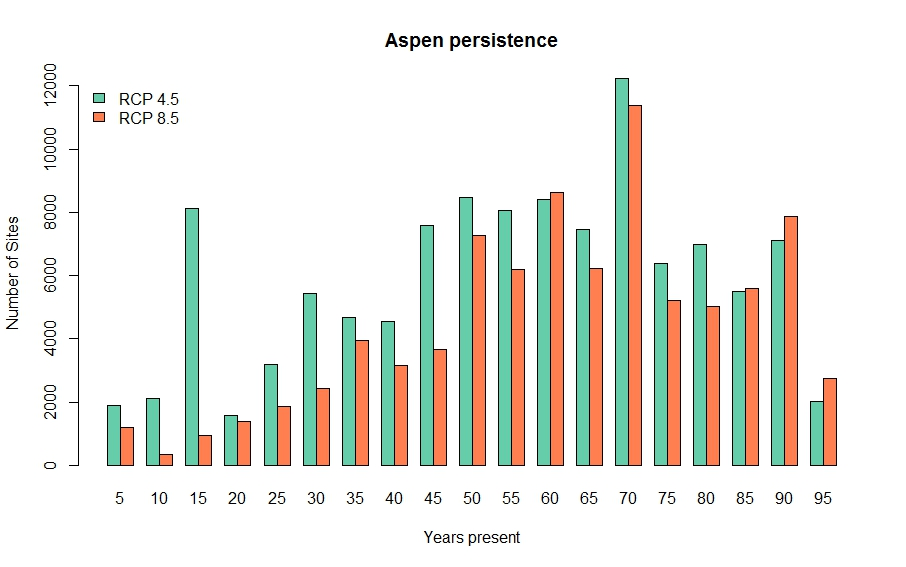 Aspen persistence
RCP 4.5
RCP 8.5
Number of Sites
12000
10000
8000
6000
4000
2000
0
5 10 15 20 25 30 35 40 45 50 55 60 65 70 75 80 85 90 95
Years present